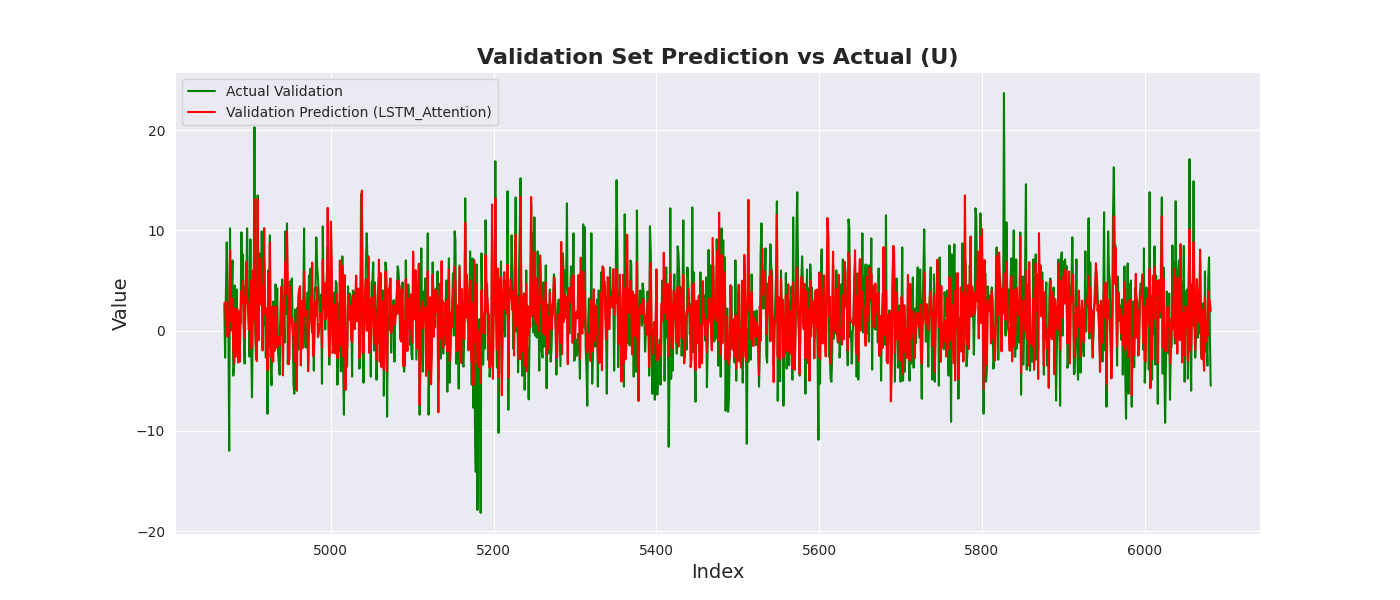 Validation Set Prediction vs Actual (U)
Actual Validation
Validation Prediction (LSTM_Attention)
Value
20
10
0
−10
−20
5000
5200
5400
5600
5800
6000
Index